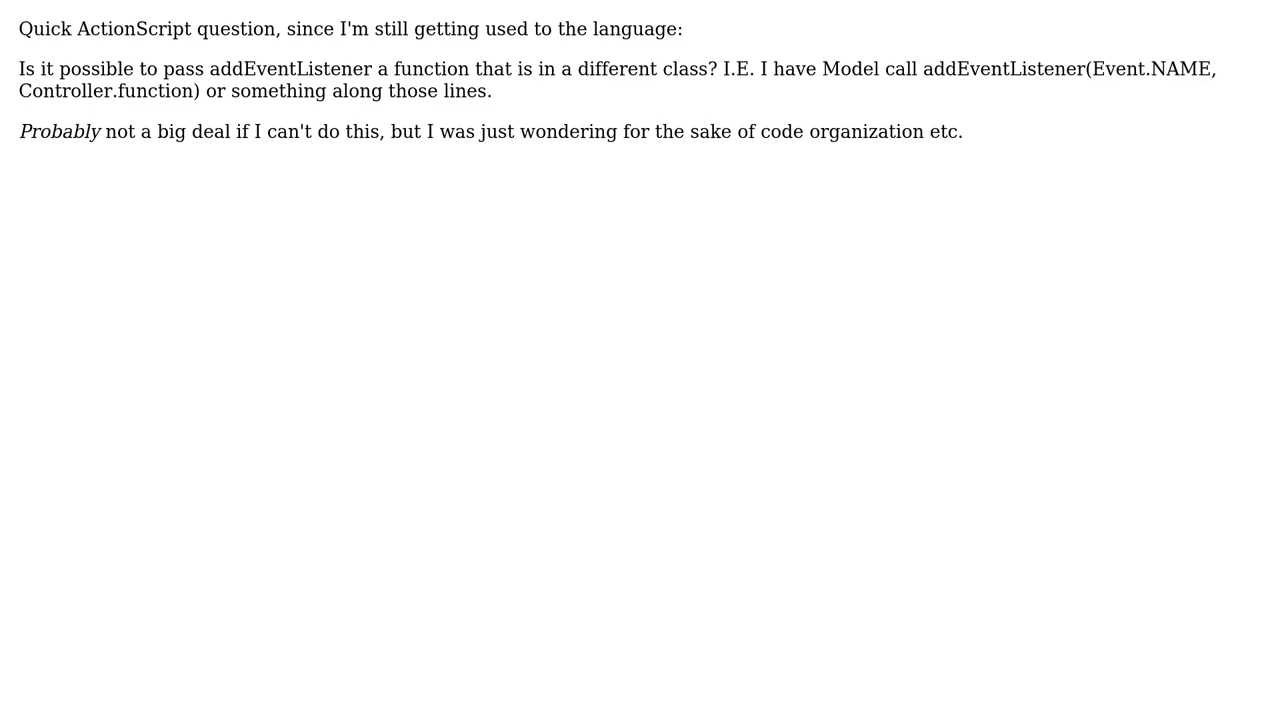 Quick ActionScript question, since I'm still getting used to the language:
Is it possible to pass addEventListener a function that is in a different class? I.E. I have Model call addEventListener(Event.NAME,
Controller.function) or something along those lines.
Probably not a big deal if I can't do this, but I was just wondering for the sake of code organization etc.